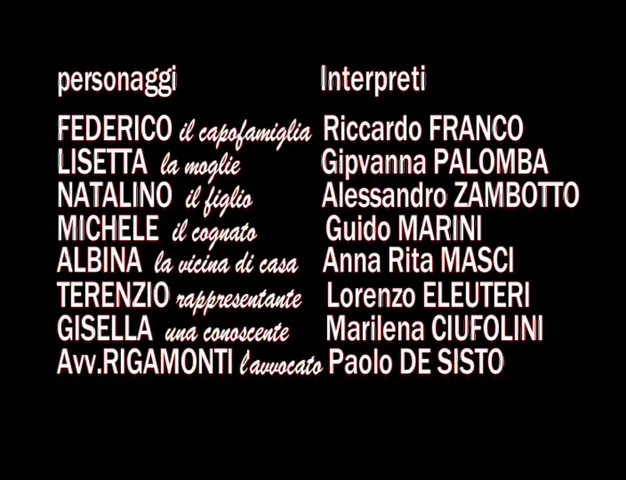 personaggi Interpreti
FEDERICO il capofamiglia Riccardo FRANCO
LISETTA la moglie Gipvanna PALOMBA
NATALINO il figlio Alessandro ZAMBOTTO
MICHELE il cognato Guido MARINI
ALBINA la vicina di casa Anna Rita MASCI
TERENZIO rappresentante Lorenzo ELEUTERI
GISELLA una conoscente Marilena CIUFOLINI
Avv.RIGAMONTI l'avvocato Paolo DE SISTO